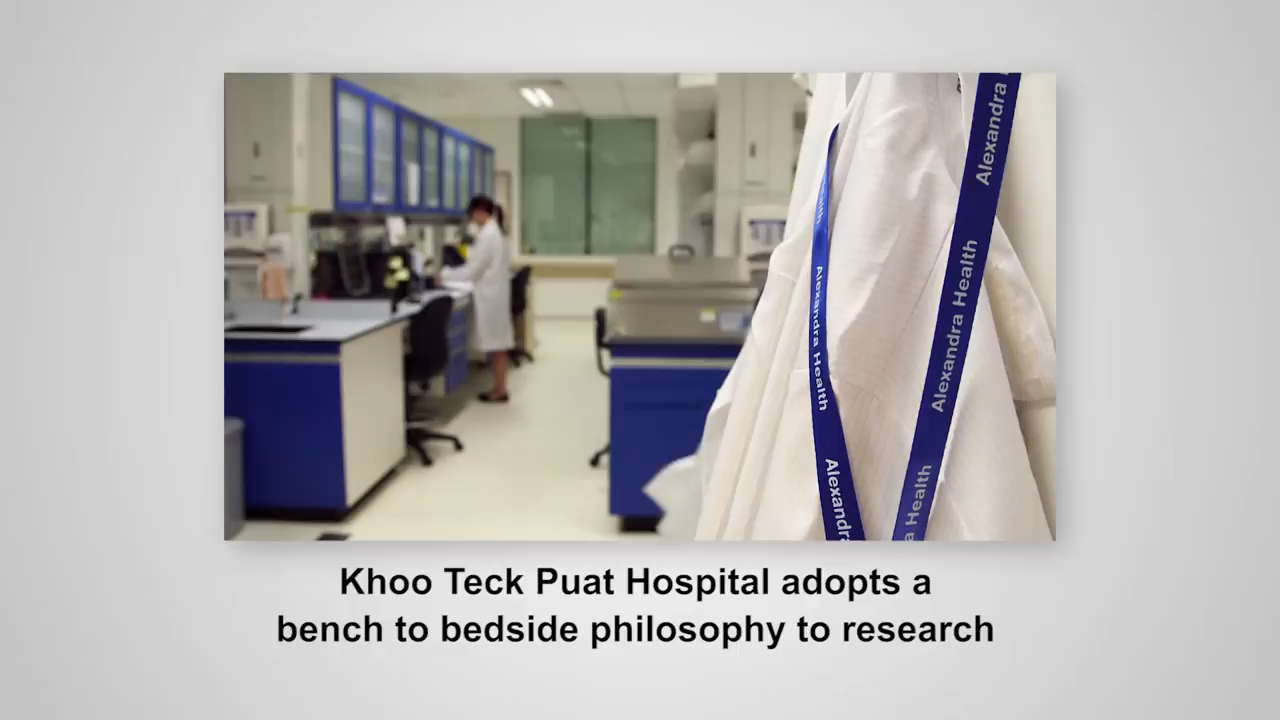 Alexandra
Alexandra Health
a Health
Alexandra Health
Alexandra
Khoo Teck Puat Hospital adopts a
bench to bedside philosophy to research